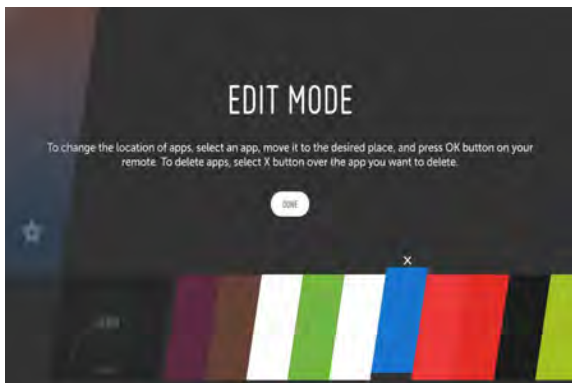 EDIT MODE
To change the location of apps, select an app, move it to the desired place, and press OK button on your
remote. To delete apps, select X button over the app you want to delete.
DONE
X